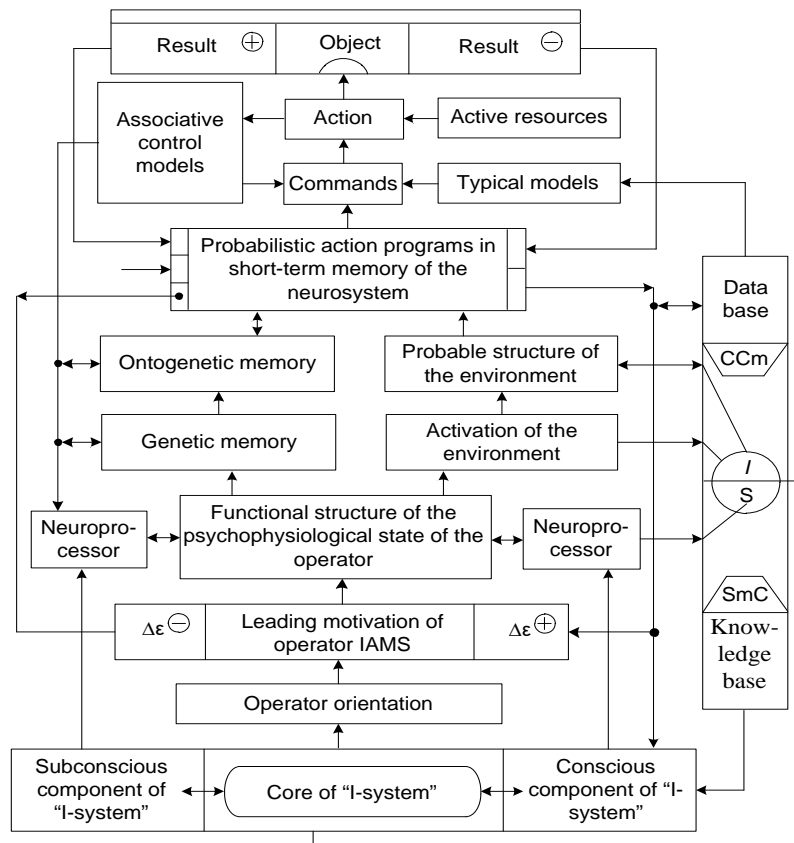 Result ⊕
Object
Result ⊖
Associative
control
models
Action
Active resources
Commands
Typical models
Probabilistic action programs in
short-term memory of the
neurosystem
Data
base
CCm
Ontogenetic memory
Probable structure of
the environment
Genetic memory
Activation of the
environment
I
S
Neuropro-
cessor
Functional structure of the
psychophysiological state of the
operator
Neuropro-
cessor
SmC
Know-
ledge
base
Δε ⊖
Leading motivation of
operator IAMS
Δε ⊕
Operator orientation
Subconscious
component of
“I-system”
Core of “I-system”
Conscious
component of “I-
system”